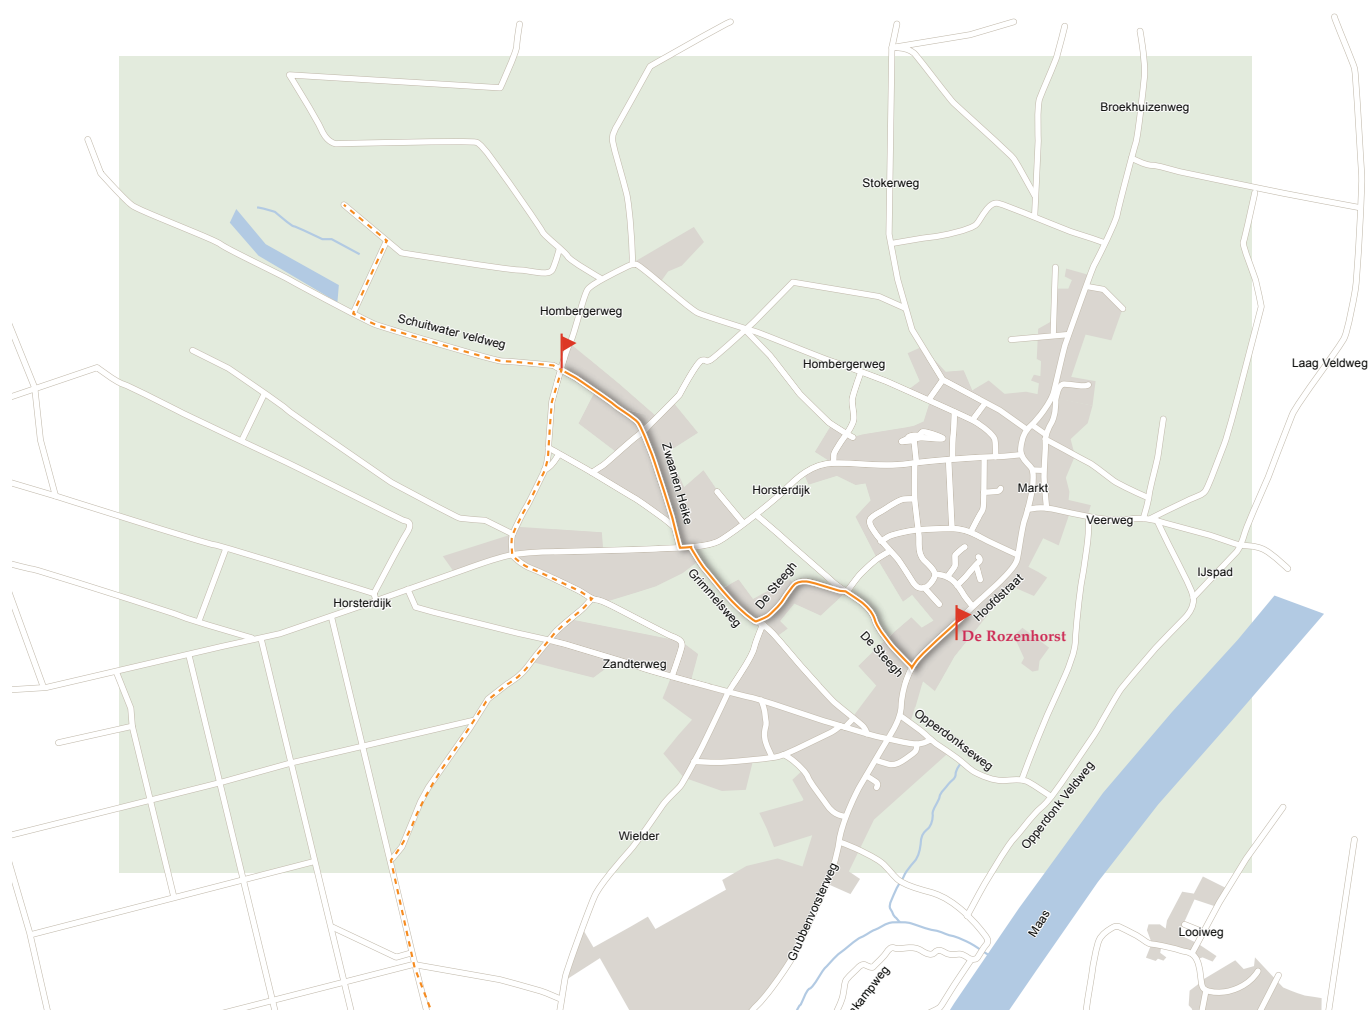 Broekhuizenweg
Stokerweg
Hombergerweg
Schuitwater veldweg
Hombergerweg
Laag Veldweg
Zwaanen Heike
Horsterdijk
Markt
Veerweg
IJspad
De Steegh
Grimmelsweg
Hoofdstraat
Horsterdijk
De Rozenhorst
De Steegh
Zandterweg
Opperdonkseweg
Opperdonk Veldweg
Wielder
Grubbenvorsterweg
Maas
Looiweg
kampweg